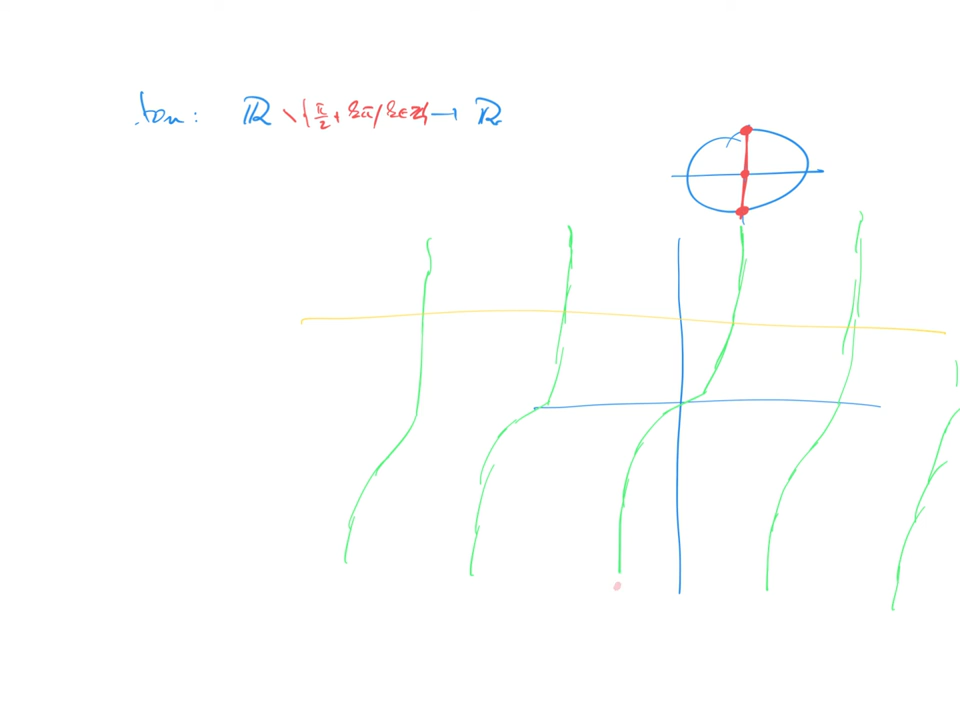 tan: ℝ \ {π/2 + kπ / k∈ℤ} → ℝ